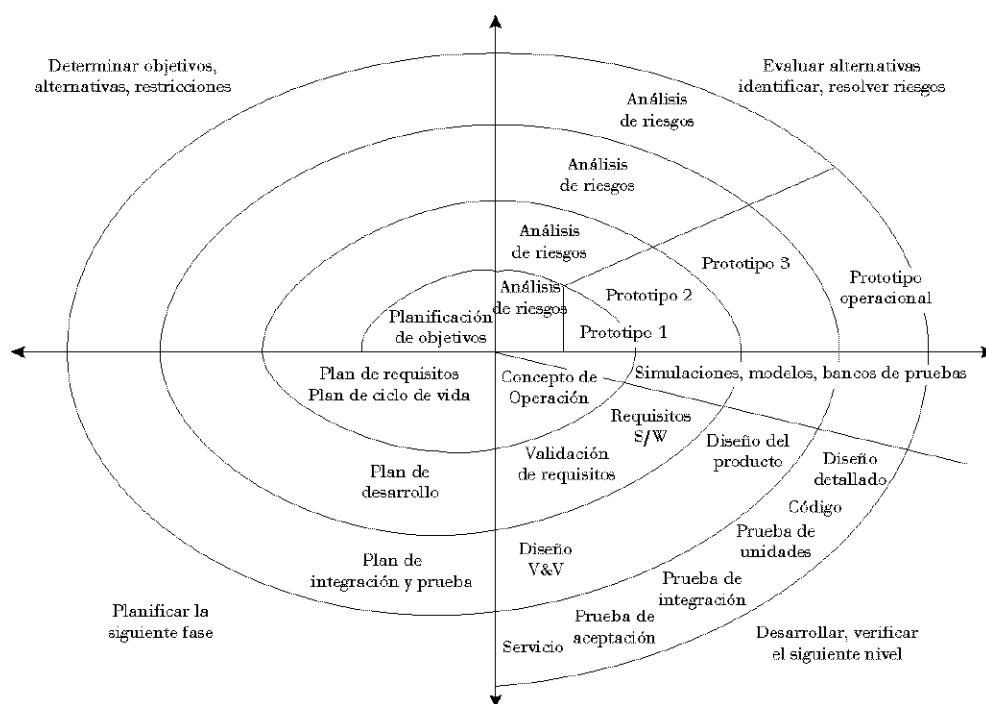 Determinar objetivos,
alternativas, restricciones
Evaluar alternativas
identificar, resolver riesgos
Análisis
de riesgos
Análisis
de riesgos
Análisis
de riesgos
Análisis
de riesgos
Prototipo 3
Prototipo
operacional
Prototipo 2
Prototipo 1
Planificación
de objetivos
Plan de requisitos
Plan de ciclo de vida
Concepto de
Operación
Simulaciones, modelos, bancos de pruebas
Requisitos
S/W
Diseño del
producto
Diseño
detallado
Validación
de requisitos
Plan de
desarrollo
Código
Prueba de
unidades
Diseño
V&V
Plan de
integración y prueba
Prueba de
integración
Prueba de
aceptación
Servicio
Planificar la
siguiente fase
Desarrollar, verificar
el siguiente nivel